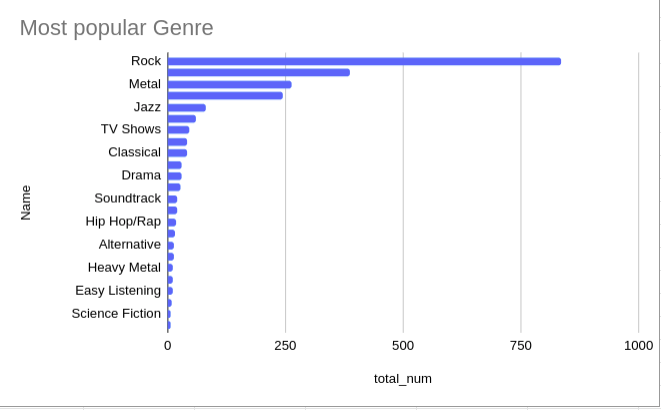 Most popular Genre
Rock
Metal
Jazz
TV Shows
Classical
Drama
Soundtrack
Hip Hop/Rap
Alternative
Heavy Metal
Easy Listening
Science Fiction
Name
0 250 500 750 1000
total_num